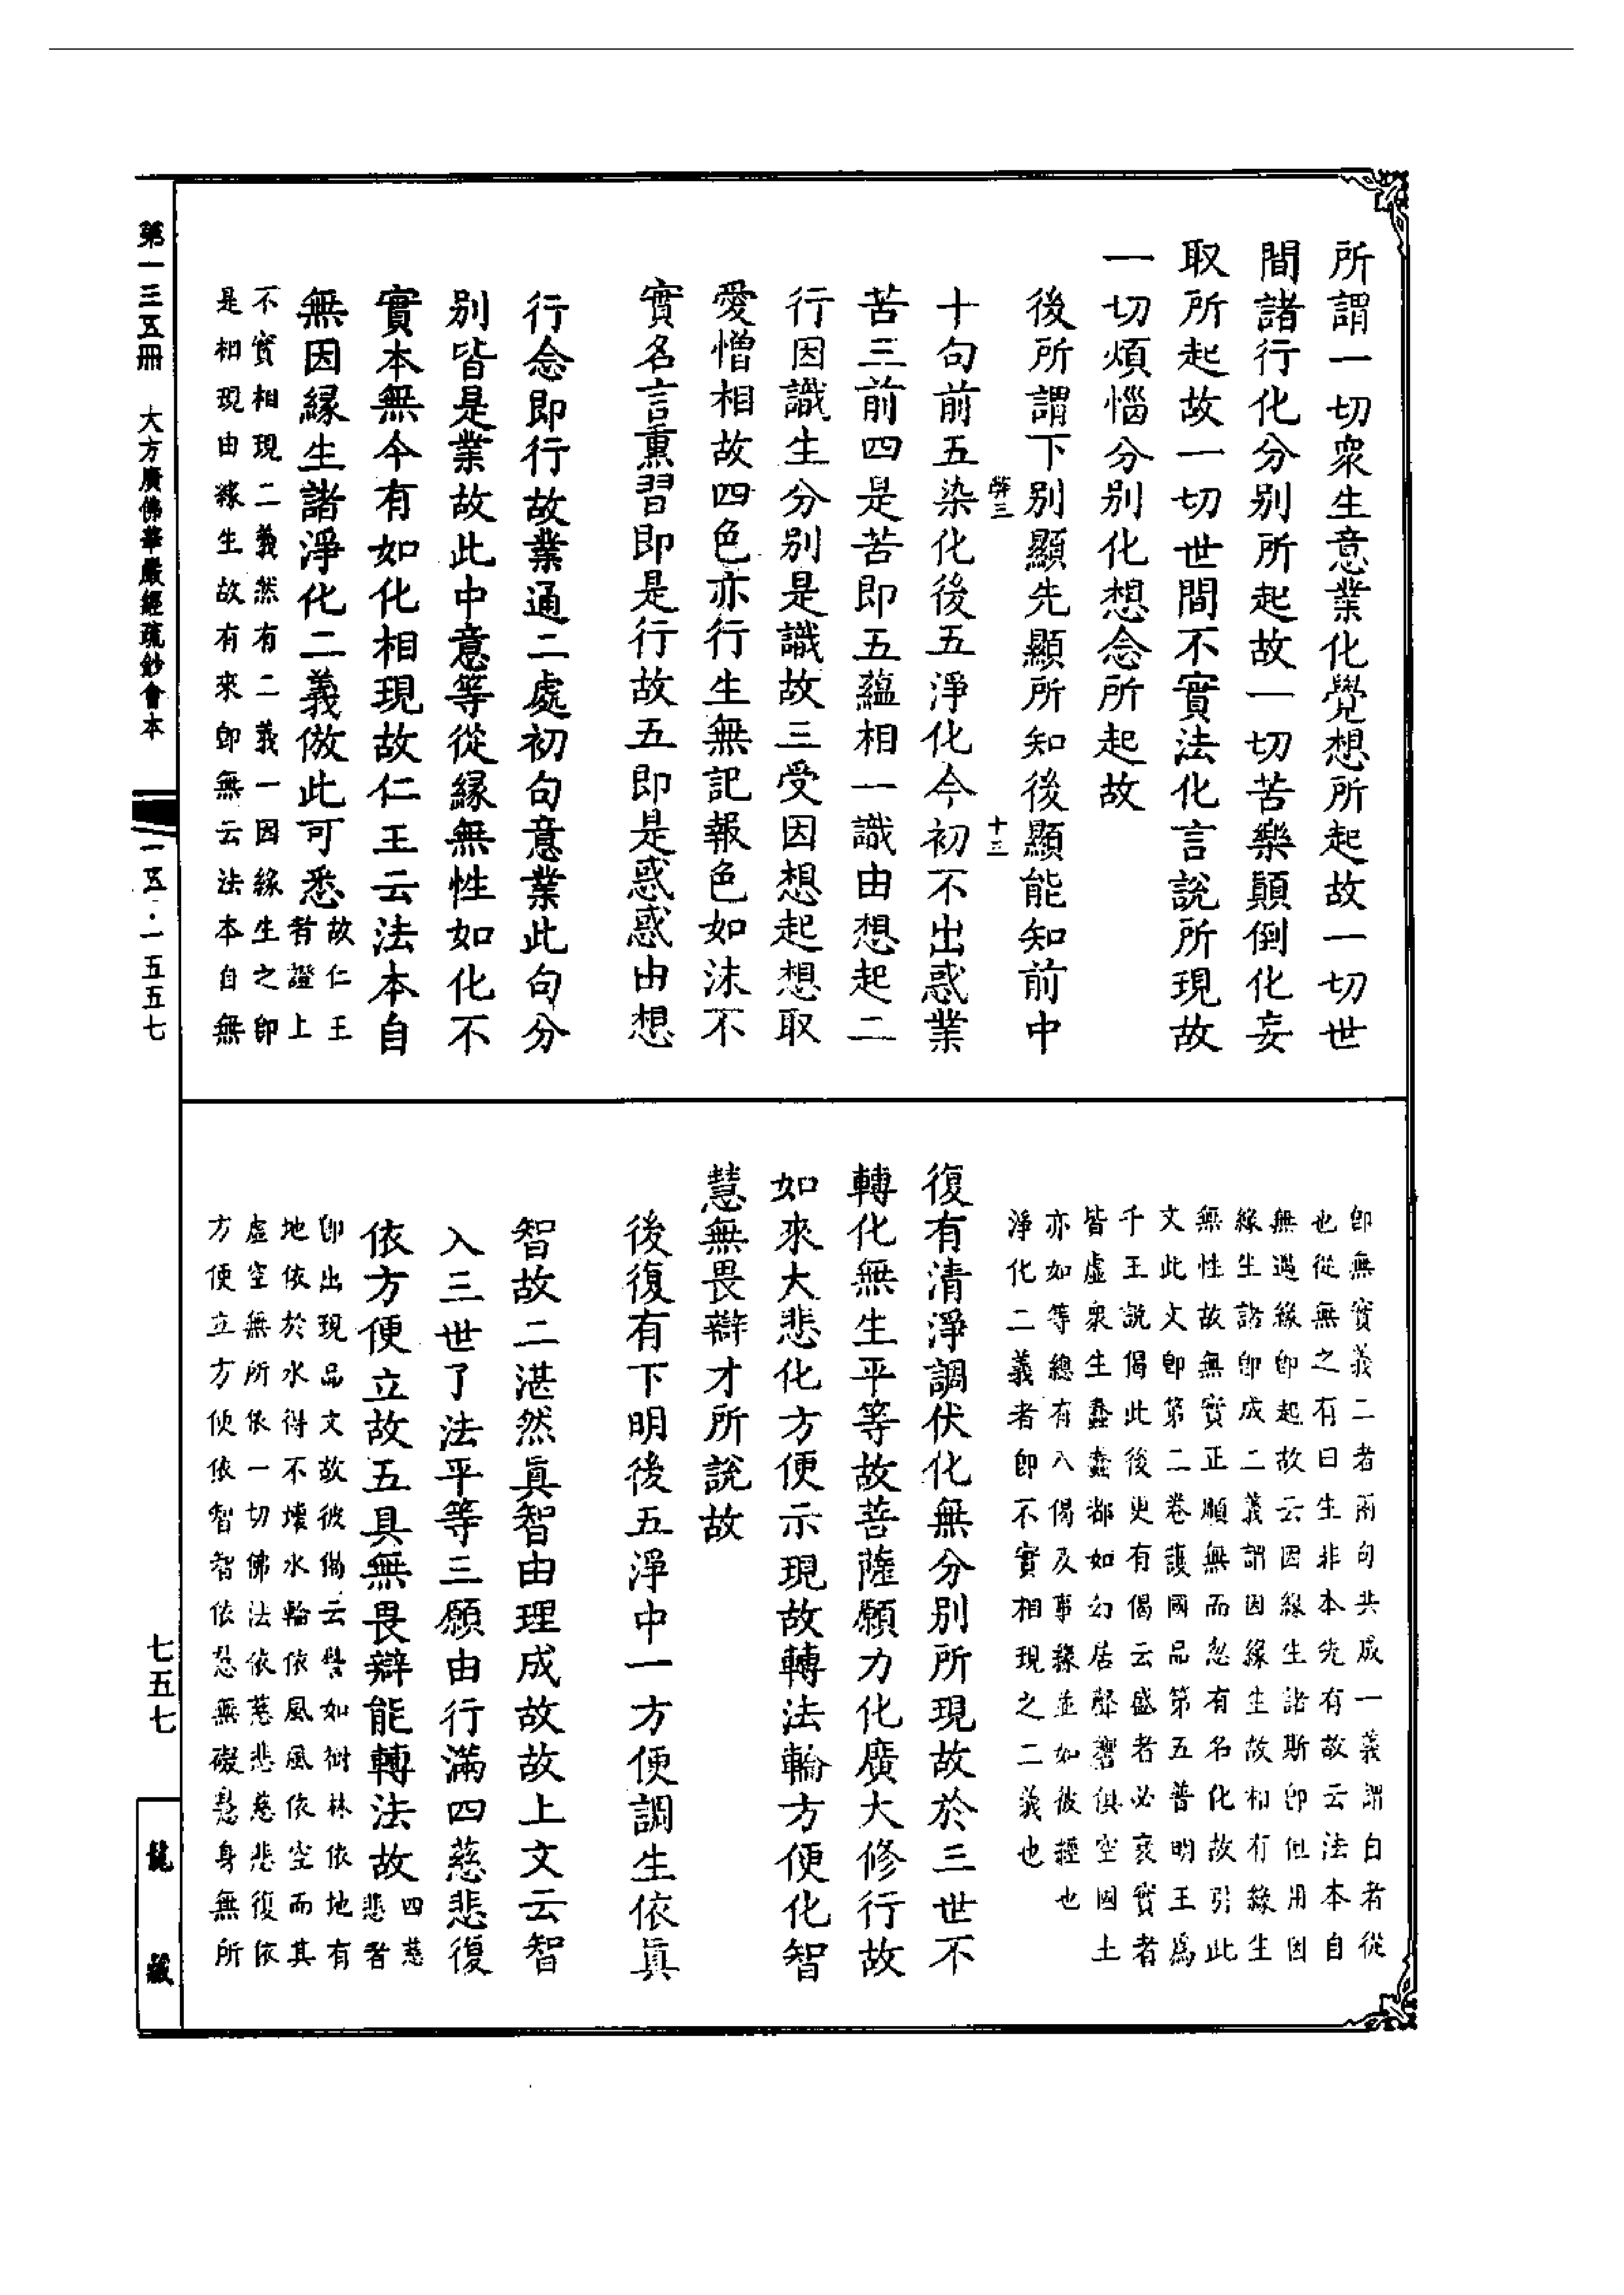 所謂一切衆生意業化覺想所起故一切世
間諸行化分别所起故一切苦樂顛倒化妄
取所起故一切世間不實法化言說所現故
一切煩惱分别化想念所起故
後所謂下别顯先顯所知後顯能知前中
十句前五染化後五淨化今初不出惑業
苦三前四是苦即五蘊相一識由想起二
行因識生分别是識故三受因想起想取
愛憎相故四色亦行生無記報色如沫不
實名言熏習即是行故五即是惑惑由想
行念即行故業通二處初句意業此句分
别皆是業故此中意等從緣無性如化不
實本無今有如化相現故仁王云法本自
無因緣生諸淨化二義倣此可悉
故仁王
者證上
不實相現二義然有二義一因緣生之即
是相現由緣生故有來即無云法本自無
十三
即無實義二者兩句共成一義謂白者從
也從無之有曰生非本先有故云法本自
無遇緣即起故云因緣生諸斯即但用因
緣生諸即成二義謂因緣生故相有緣生
無性故無實正順無而忽有名化故引此
文此文即第二卷護國品第五普明王爲
千王說偈此後更有偈云盛者必衰實者
皆虛衆生蠢蠢都如幻居聲響俱空國土
亦如等總有八偈及事緣並如彼經也
淨化二義者即不實相現之二義也
復有清淨調伏化無分别所現故於三世不
轉化無生平等故菩薩願力化廣大修行故
如來大悲化方便示現故轉法輪方便化智
慧無畏辯才所說故
後復有下明後五淨中一方便調生依眞
智故二湛然眞智由理成故故上文云智
入三世了法平等三願由行滿四慈悲復
依方便立故五具無畏辯能轉法故
四慈
悲者
即出現品文故彼偈云譬如樹林依地有
地依於水得不壞水輪依風風依空而其
虛空無所依一切佛法依慈悲慈悲復依
方便立方便依智智依慧無礙慧身無所
第一三五冊　大方廣佛華嚴經疏鈔會本
一五·一五五七
七五七
龍藏